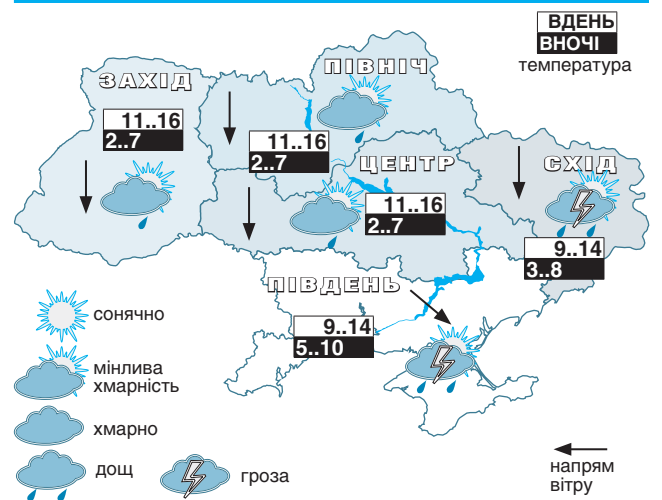 ВДЕНЬ
ВНОЧІ
температура
ЗАХІД
11..16
2..7
ПІВНІЧ
11..16
2..7
ЦЕНТР
11..16
2..7
СХІД
9..14
3..8
ПІВДЕНЬ
9..14
5..10
сонячно
мінлива
хмарність
хмарно
дощ
гроза
напрям
вітру